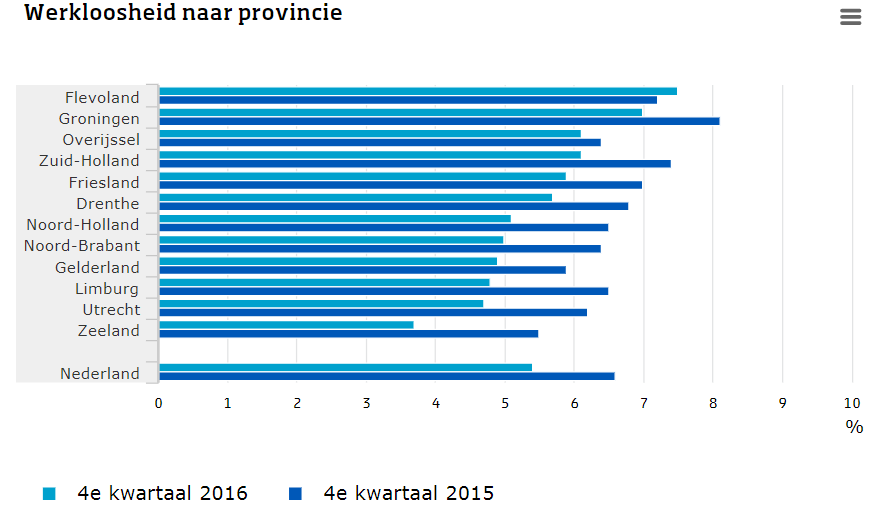 Werkloosheid naar provincie
Flevoland
Groningen
Overijssel
Zuid-Holland
Friesland
Drenthe
Noord-Holland
Noord-Brabant
Gelderland
Limburg
Utrecht
Zeeland
Nederland
0 1 2 3 4 5 6 7 8 9 10
%
4e kwartaal 2016 4e kwartaal 2015